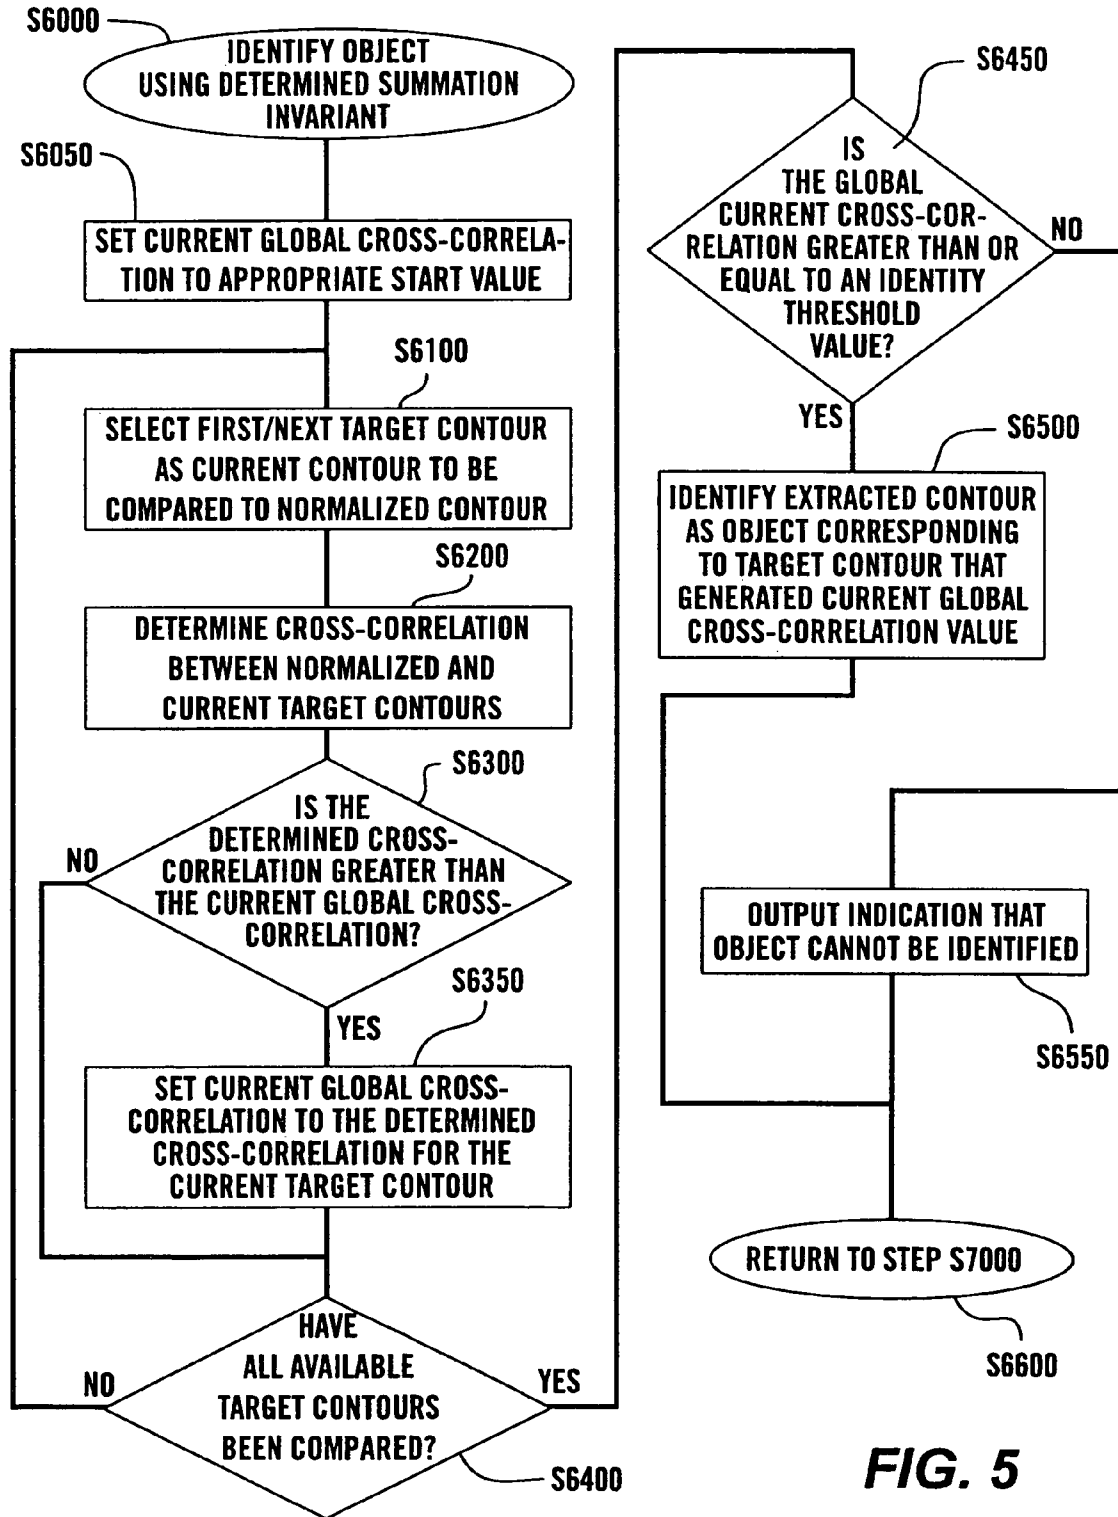 S6000
IDENTIFY OBJECT
USING DETERMINED SUMMATION
INVARIANT
S6050
SET CURRENT GLOBAL CROSS-CORRELA-
TION TO APPROPRIATE START VALUE
S6100
SELECT FIRST/NEXT TARGET CONTOUR
AS CURRENT CONTOUR TO BE
COMPARED TO NORMALIZED CONTOUR
S6200
DETERMINE CROSS-CORRELATION
BETWEEN NORMALIZED AND
CURRENT TARGET CONTOURS
S6300
IS THE
DETERMINED CROSS-
CORRELATION GREATER THAN
THE CURRENT GLOBAL CROSS-
CORRELATION?
NO
YES
S6350
SET CURRENT GLOBAL CROSS-
CORRELATION TO THE DETERMINED
CROSS-CORRELATION FOR THE
CURRENT TARGET CONTOUR
HAVE
ALL AVAILABLE
TARGET CONTOURS
BEEN COMPARED?
NO
YES
S6400
S6450
IS
THE GLOBAL
CURRENT CROSS-COR-
RELATION GREATER THAN OR
EQUAL TO AN IDENTITY
THRESHOLD
VALUE?
NO
YES
S6500
IDENTIFY EXTRACTED CONTOUR
AS OBJECT CORRESPONDING
TO TARGET CONTOUR THAT
GENERATED CURRENT GLOBAL
CROSS-CORRELATION VALUE
OUTPUT INDICATION THAT
OBJECT CANNOT BE IDENTIFIED
S6550
RETURN TO STEP S7000
S6600
FIG. 5